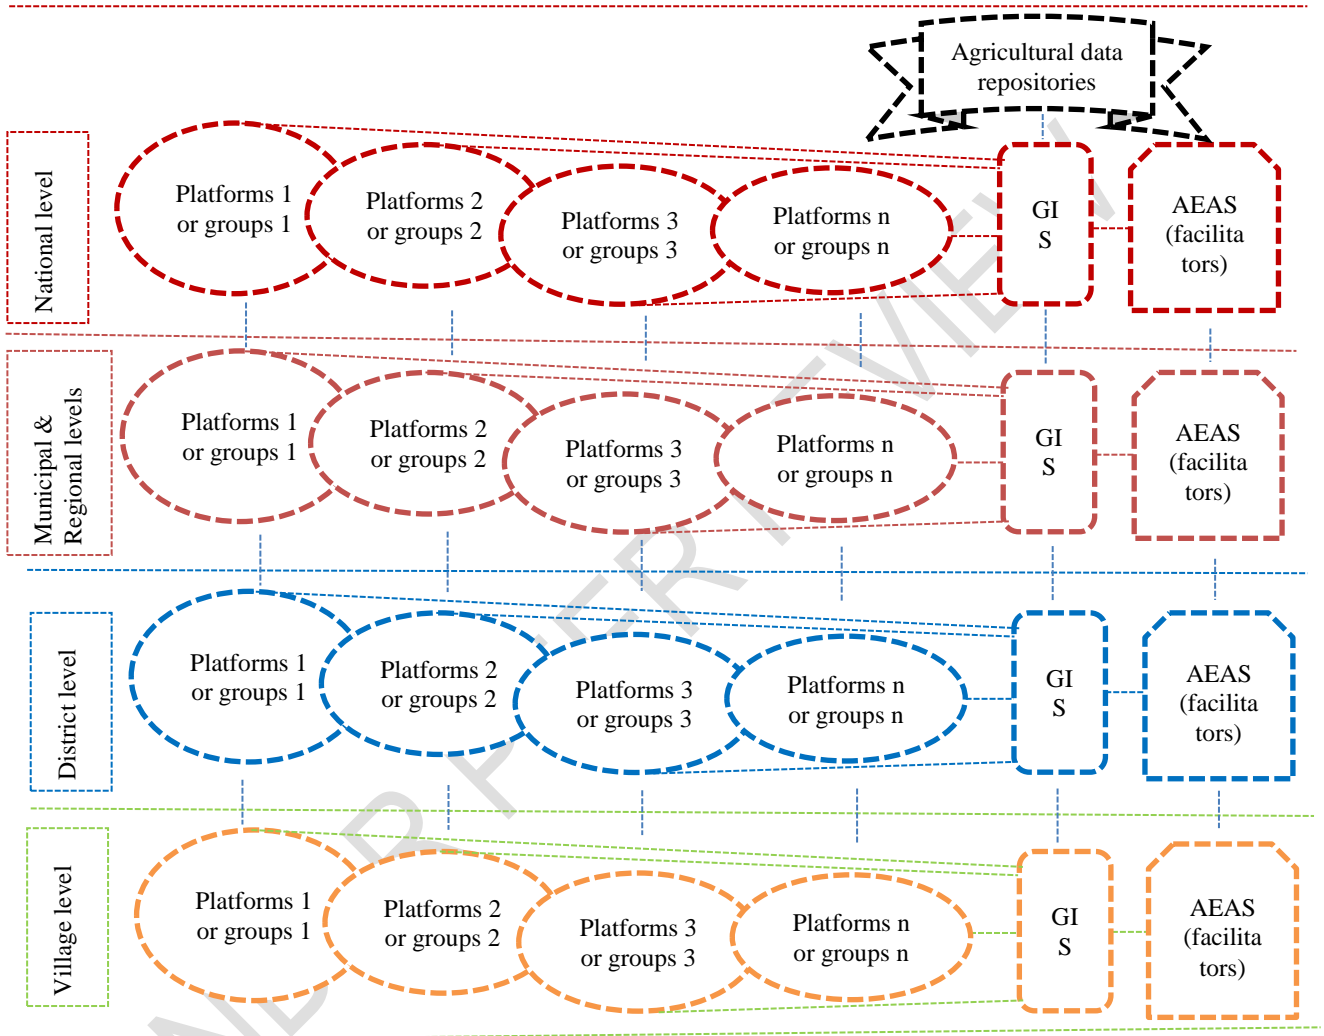 Agricultural data
repositories
National level
Platforms 1
or groups 1
Platforms 2
or groups 2
Platforms 3
or groups 3
Platforms n
or groups n
GI
S
AEAS
(facilita
tors)
Municipal &
Regional levels
Platforms 1
or groups 1
Platforms 2
or groups 2
Platforms 3
or groups 3
Platforms n
or groups n
GI
S
AEAS
(facilita
tors)
District level
Platforms 1
or groups 1
Platforms 2
or groups 2
Platforms 3
or groups 3
Platforms n
or groups n
GI
S
AEAS
(facilita
tors)
Village level
Platforms 1
or groups 1
Platforms 2
or groups 2
Platforms 3
or groups 3
Platforms n
or groups n
GI
S
AEAS
(facilita
tors)